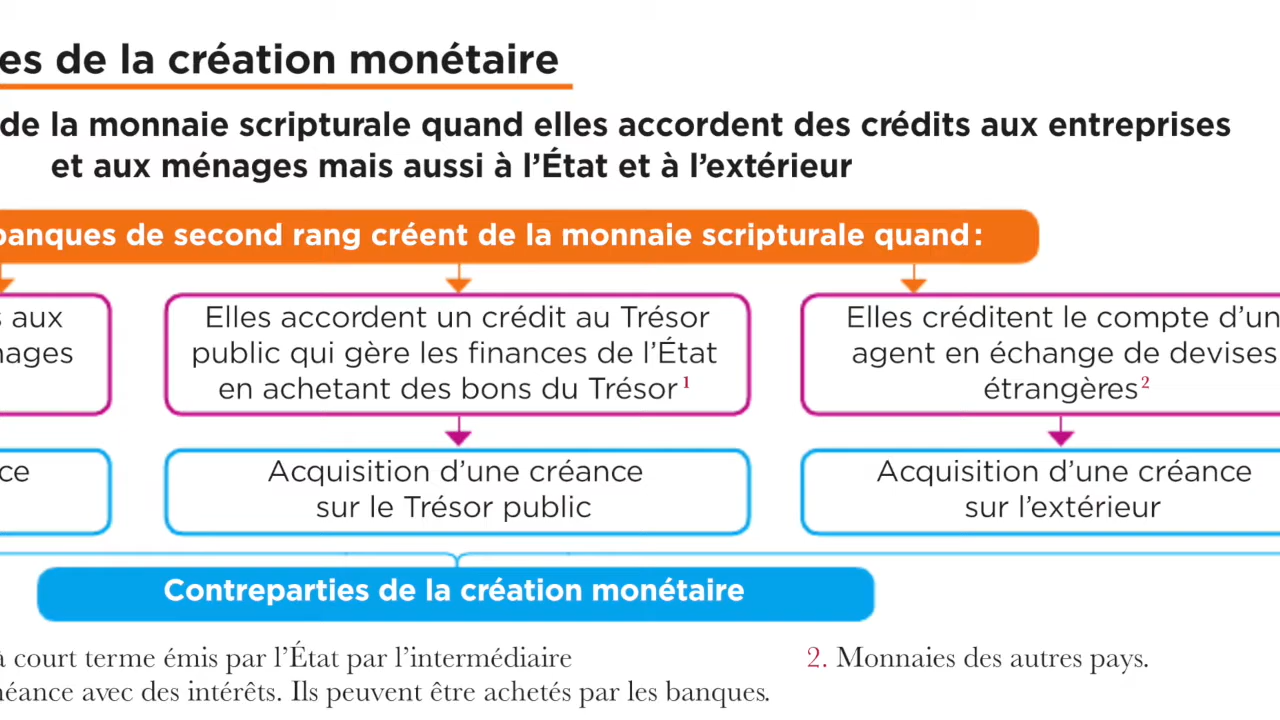 es de la création monétaire
de la monnaie scripturale quand elles accordent des crédits aux entreprises
et aux ménages mais aussi à l'État et à l'extérieur
banques de second rang créent de la monnaie scripturale quand :
aux
Elles accordent un crédit au Trésor
public qui gère les finances de l'État
en achetant des bons du Trésor 1
Elles créditent le compte d'un
agent en échange de devises
étrangères 2
Acquisition d'une créance
sur le Trésor public
Acquisition d'une créance
sur l'extérieur
Contreparties de la création monétaire
à court terme émis par l'État par l'intermédiaire
néance avec des intérêts. Ils peuvent être achetés par les banques.
2. Monnaies des autres pays.